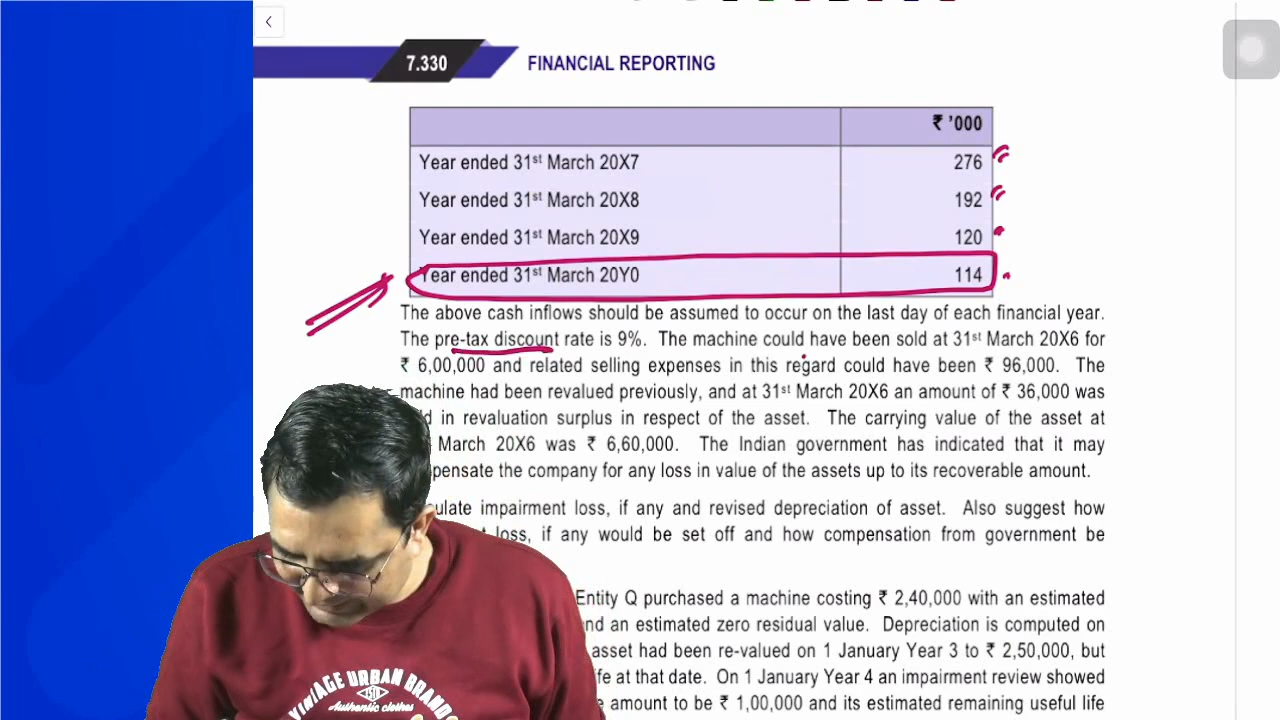 7.330 FINANCIAL REPORTING
₹ '000
Year ended 31st March 20X7 276
Year ended 31st March 20X8 192
Year ended 31st March 20X9 120
Year ended 31st March 20Y0 114
The above cash inflows should be assumed to occur on the last day of each financial year.
The pre-tax discount rate is 9%. The machine could have been sold at 31st March 20X6 for
₹ 6,00,000 and related selling expenses in this regard could have been ₹ 96,000. The
machine had been revalued previously, and at 31st March 20X6 an amount of ₹ 36,000 was
in revaluation surplus in respect of the asset. The carrying value of the asset at
March 20X6 was ₹ 6,60,000. The Indian government has indicated that it may
the company for any loss in value of the assets up to its recoverable amount.
impairment loss, if any and revised depreciation of asset. Also suggest how
loss, if any would be set off and how compensation from government be
Entity Q purchased a machine costing ₹ 2,40,000 with an estimated
an estimated zero residual value. Depreciation is computed on
asset had been re-valued on 1 January Year 3 to ₹ 2,50,000, but
at that date. On 1 January Year 4 an impairment review showed
amount to be ₹ 1,00,000 and its estimated remaining useful life
URBAN
Authentic clothes